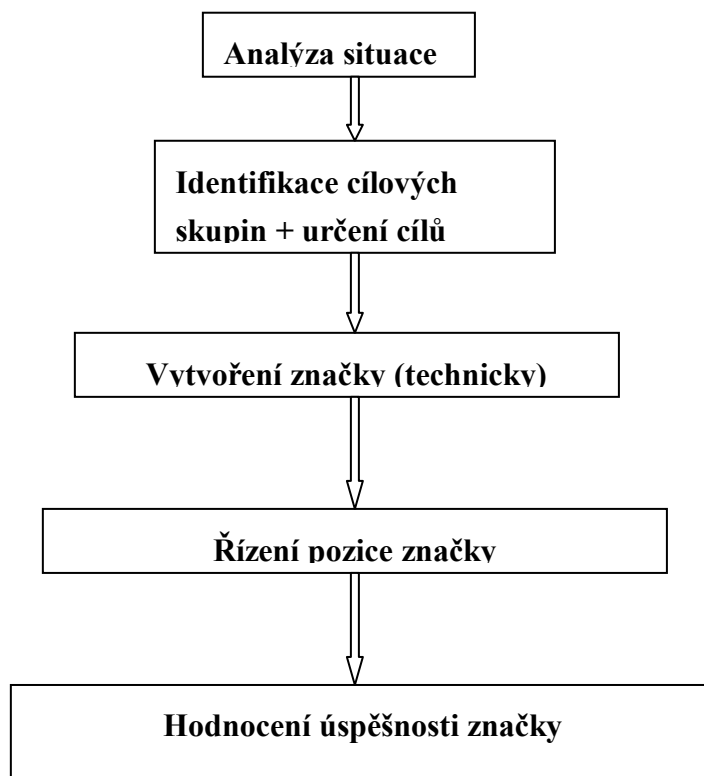 Analýza situace
Identifikace cílových
skupin + určení cílů
Vytvoření značky (technicky)
Řízení pozice značky
Hodnocení úspěšnosti značky